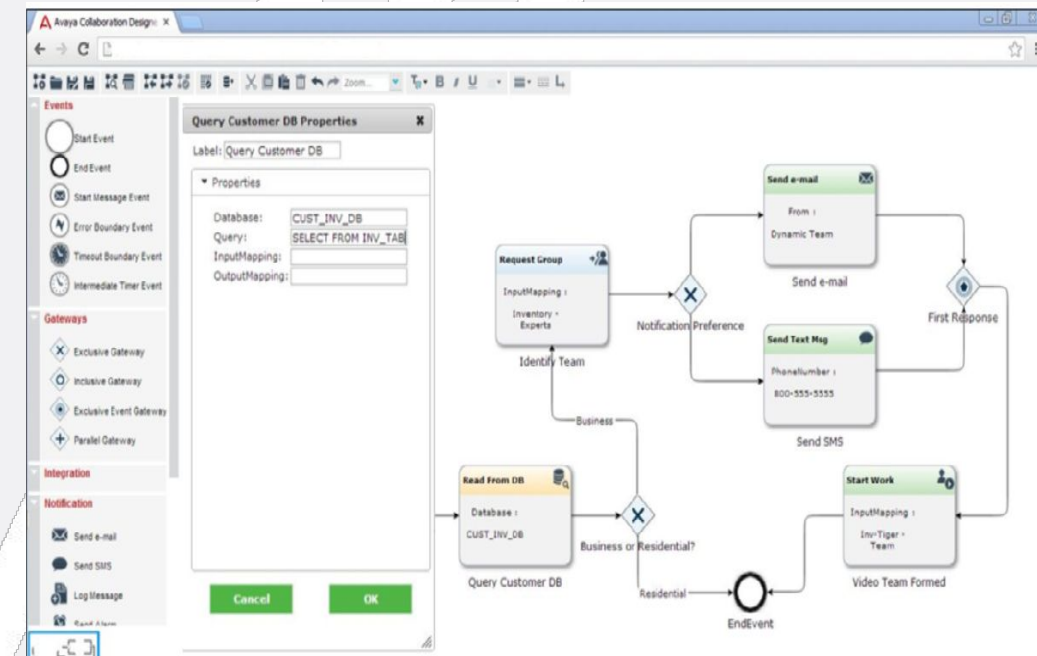 Avaya Collaboration Design
Zoom...
B I U
Events
Start Event
End Event
Start Message Event
Error Boundary Event
Timeout Boundary Event
Intermediate Timer Event
Gateways
Exclusive Gateway
Inclusive Gateway
Exclusive Event Gateway
Parallel Gateway
Integration
Notification
Send e-mail
Send SMS
Log Message
Send Alarm
Query Customer DB Properties
Label: Query Customer DB
Properties
Database: CUST_INV_DB
Query: SELECT FROM INV_TAB
InputMapping:
OutputMapping:
Cancel
OK
Read From DB
Database :
CUST_INV_DB
Query Customer DB
Business or Residential?
Business
Residential
Request Group
InputMapping :
Inventory -
Experts
Identify Team
Notification Preference
Send e-mail
From :
Dynamic Team
Send e-mail
Send Text Msg
PhoneNumber :
800-555-5555
Send SMS
First Response
Start Work
InputMapping :
Inv-Tiger -
Team
Video Team Formed
EndEvent